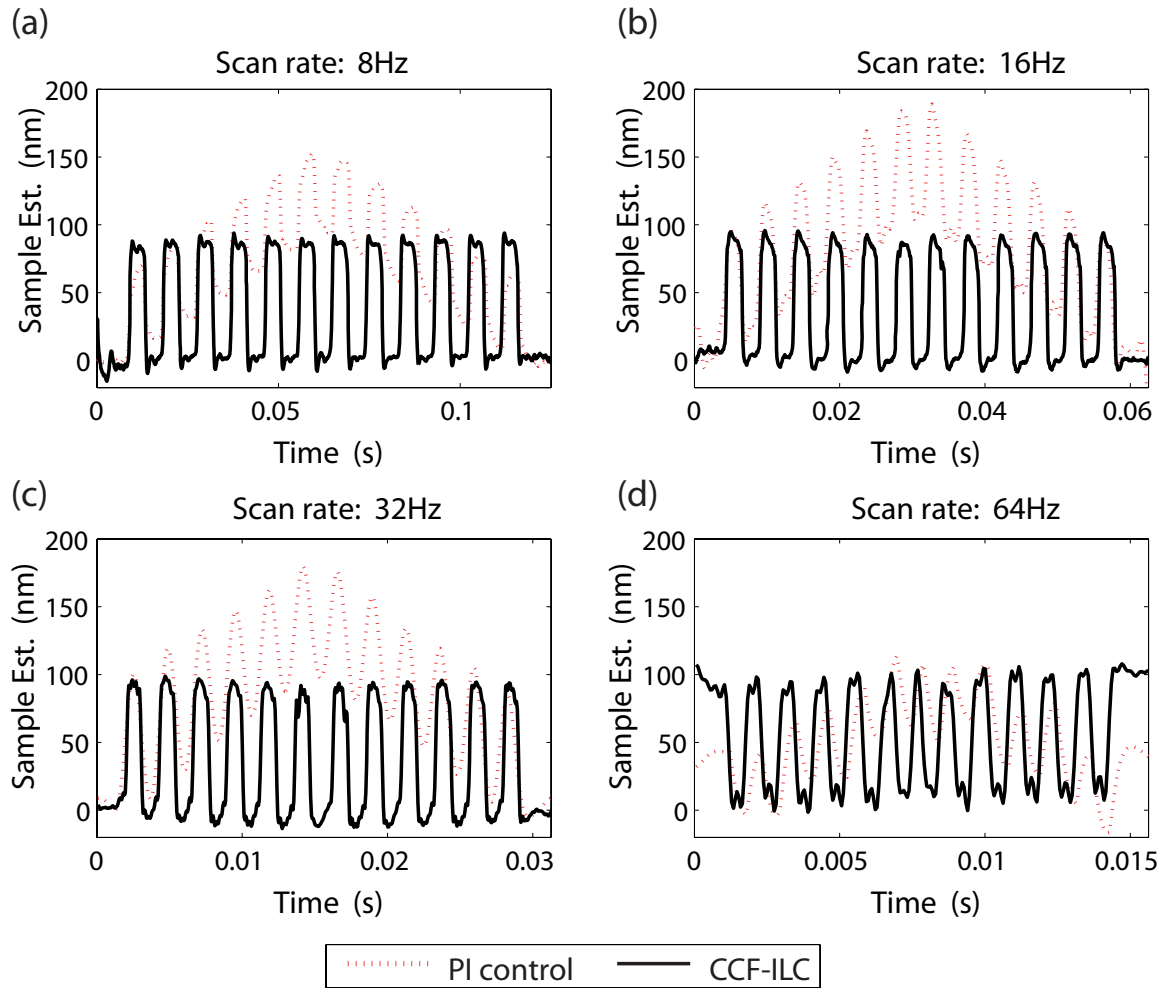 (a)
Scan rate: 8Hz
Sample Est. (nm)
200
150
100
50
0
0
0.05
0.1
Time (s)
(b)
Scan rate: 16Hz
Sample Est. (nm)
200
150
100
50
0
0
0.02
0.04
0.06
Time (s)
(c)
Scan rate: 32Hz
Sample Est. (nm)
200
150
100
50
0
0
0.01
0.02
0.03
Time (s)
(d)
Scan rate: 64Hz
Sample Est. (nm)
200
150
100
50
0
0
0.005
0.01
0.015
Time (s)
PI control
CCF-ILC